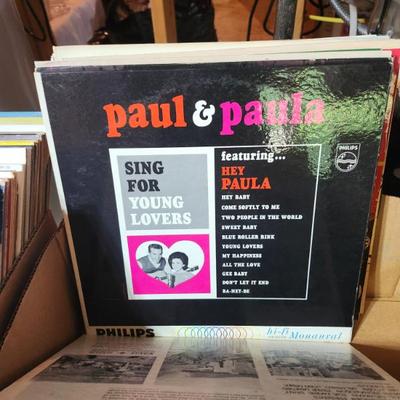 paul & paula
SING
FOR
YOUNG
LOVERS
featuring...
HEY
PAULA
HEY BABY
COME SOFTLY TO ME
TWO PEOPLE IN THE WORLD
SWEET BABY
BLUE ROLLER RINK
YOUNG LOVERS
MY HAPPINESS
ALL THE LOVE
GEE BABY
DON'T LET IT END
BA-HEY-BE
PHILIPS
PHILIPS
hi-fi
Monaural